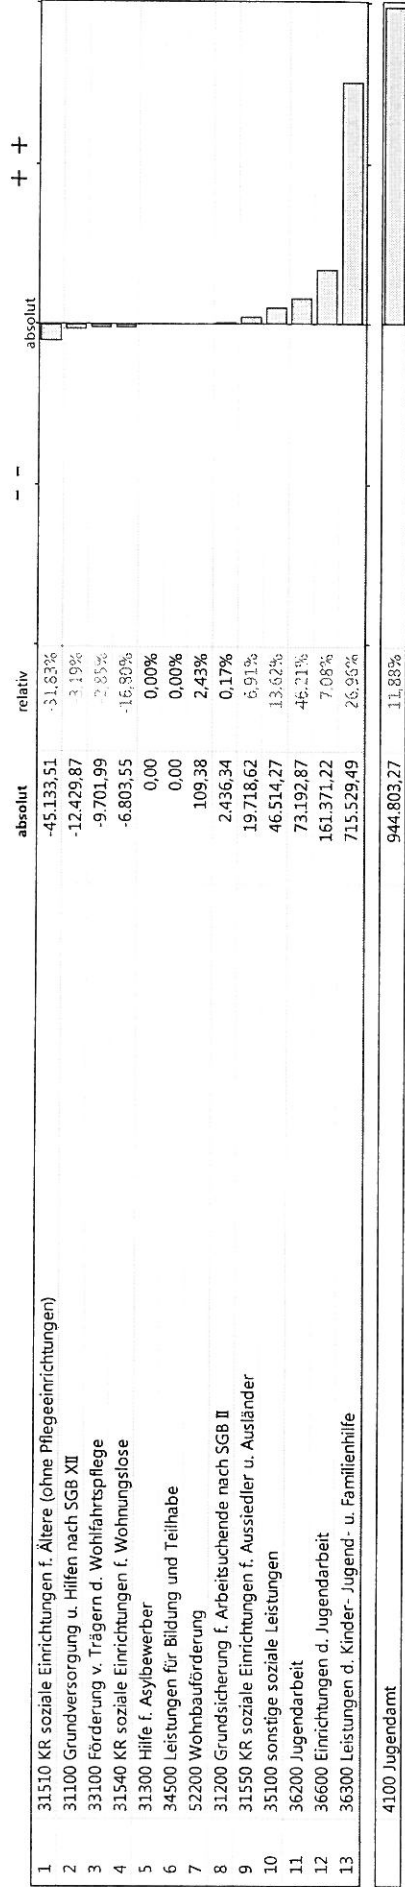 absolut relativ - - absolut + +
1 31510 KR soziale Einrichtungen f. Ältere (ohne Pflegeeinrichtungen) -45.133,51 -31,83%
2 31100 Grundversorgung u. Hilfen nach SGB XII -12.429,87 -3,19%
3 33100 Förderung v. Trägern d. Wohlfahrtspflege -9.701,99 -2,85%
4 31540 KR soziale Einrichtungen f. Wohnungslose -6.803,55 -16,80%
5 31300 Hilfe f. Asylbewerber 0,00 0,00%
6 34500 Leistungen für Bildung und Teilhabe 0,00 0,00%
7 52200 Wohnbauförderung 109,38 2,43%
8 31200 Grundsicherung f. Arbeitsuchende nach SGB II 2.436,34 0,17%
9 31550 KR soziale Einrichtungen f. Aussiedler u. Ausländer 19.718,62 6,91%
10 35100 sonstige soziale Leistungen 46.514,27 13,62%
11 36200 Jugendarbeit 73.192,87 46,21%
12 36600 Einrichtungen d. Jugendarbeit 161.371,22 7,08%
13 36300 Leistungen d. Kinder- Jugend- u. Familienhilfe 715.529,49 26,96%
4100 Jugendamt 944.803,27 11,88%